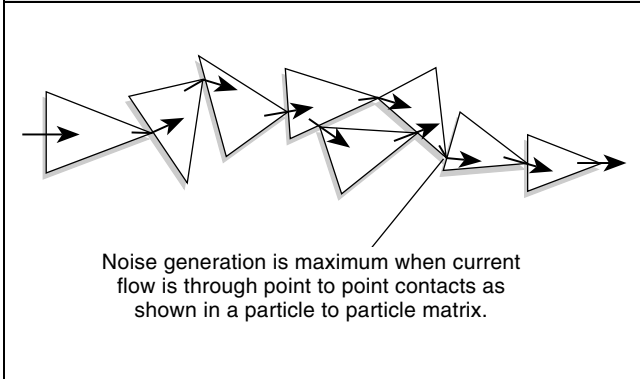 Noise generation is maximum when current
flow is through point to point contacts as
shown in a particle to particle matrix.